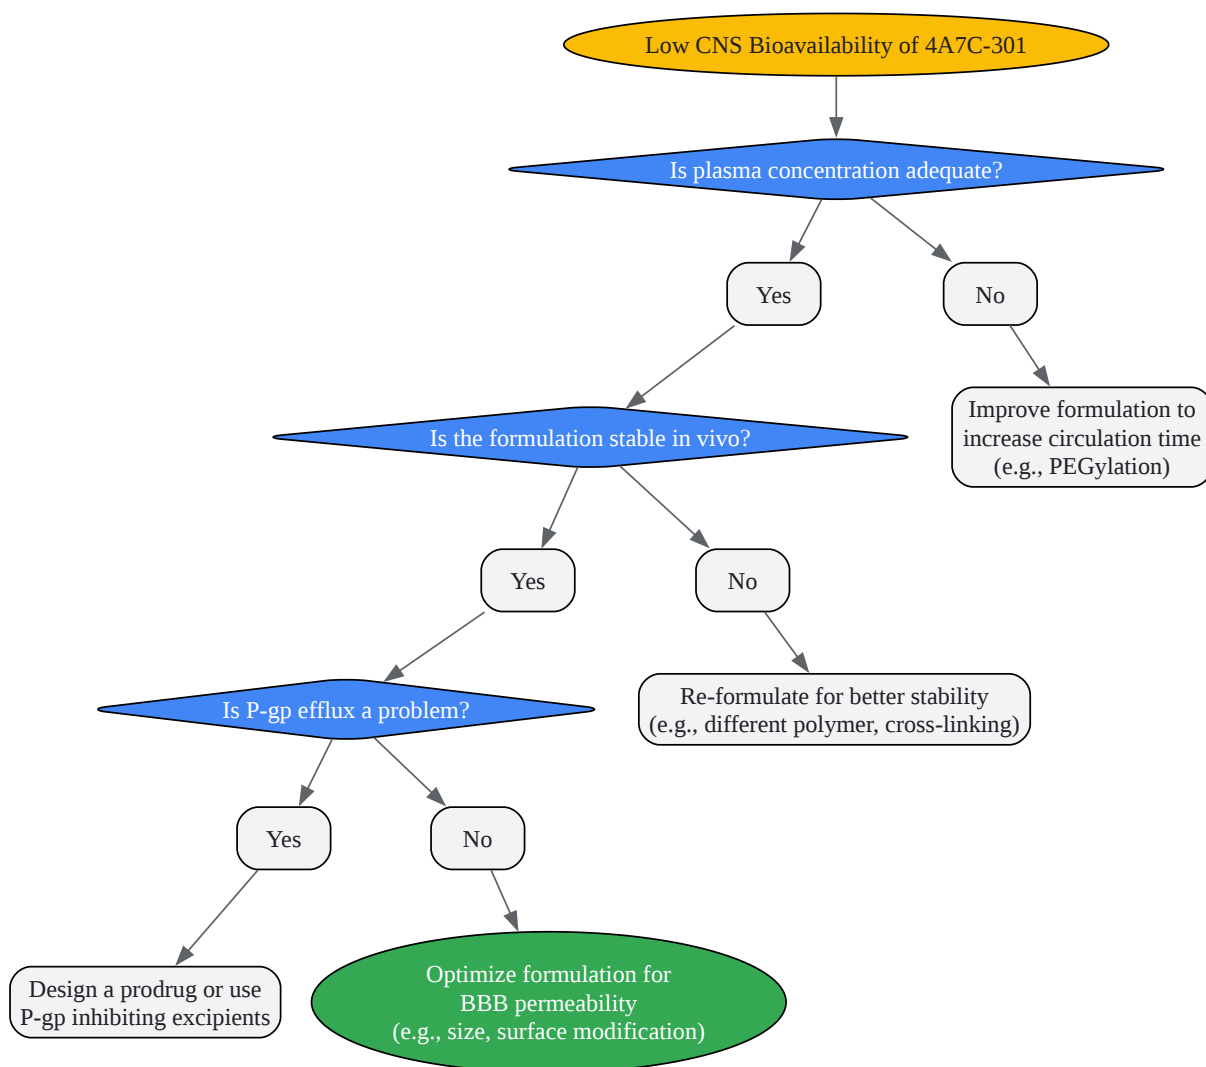 Low CNS Bioavailability of 4A7C-301
Is plasma concentration adequate?
Yes
No
Improve formulation to
increase circulation time
(e.g., PEGylation)
Is the formulation stable in vivo?
Yes
No
Re-formulate for better stability
(e.g., different polymer, cross-linking)
Is P-gp efflux a problem?
Yes
No
Design a prodrug or use
P-gp inhibiting excipients
Optimize formulation for
BBB permeability
(e.g., size, surface modification)